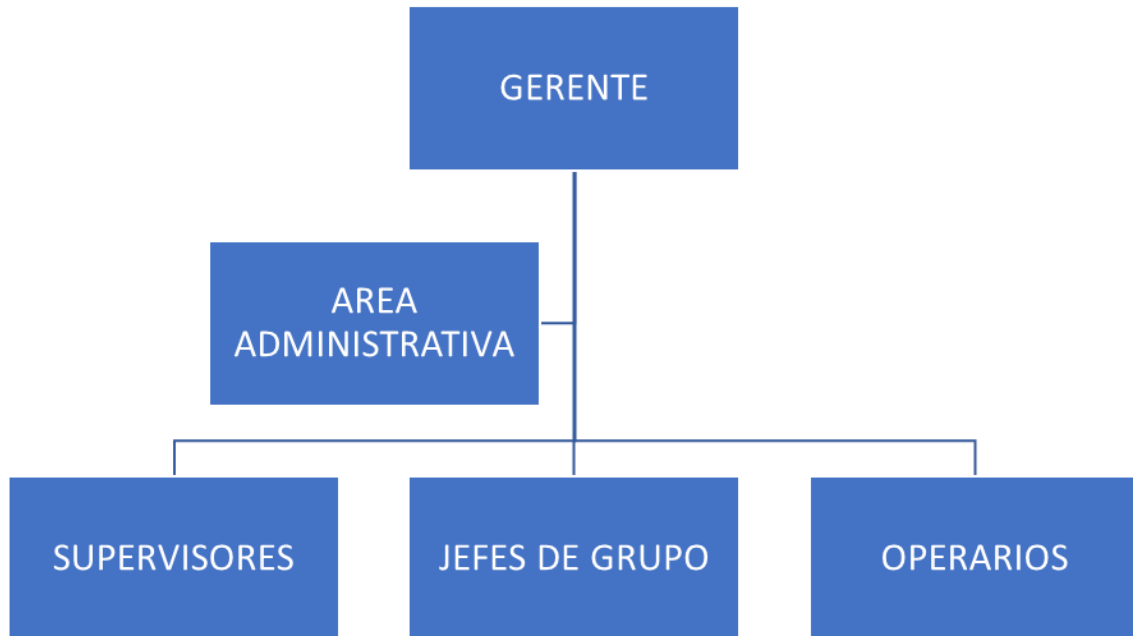 GERENTE
AREA
ADMINISTRATIVA
SUPERVISORES
JEFES DE GRUPO
OPERARIOS